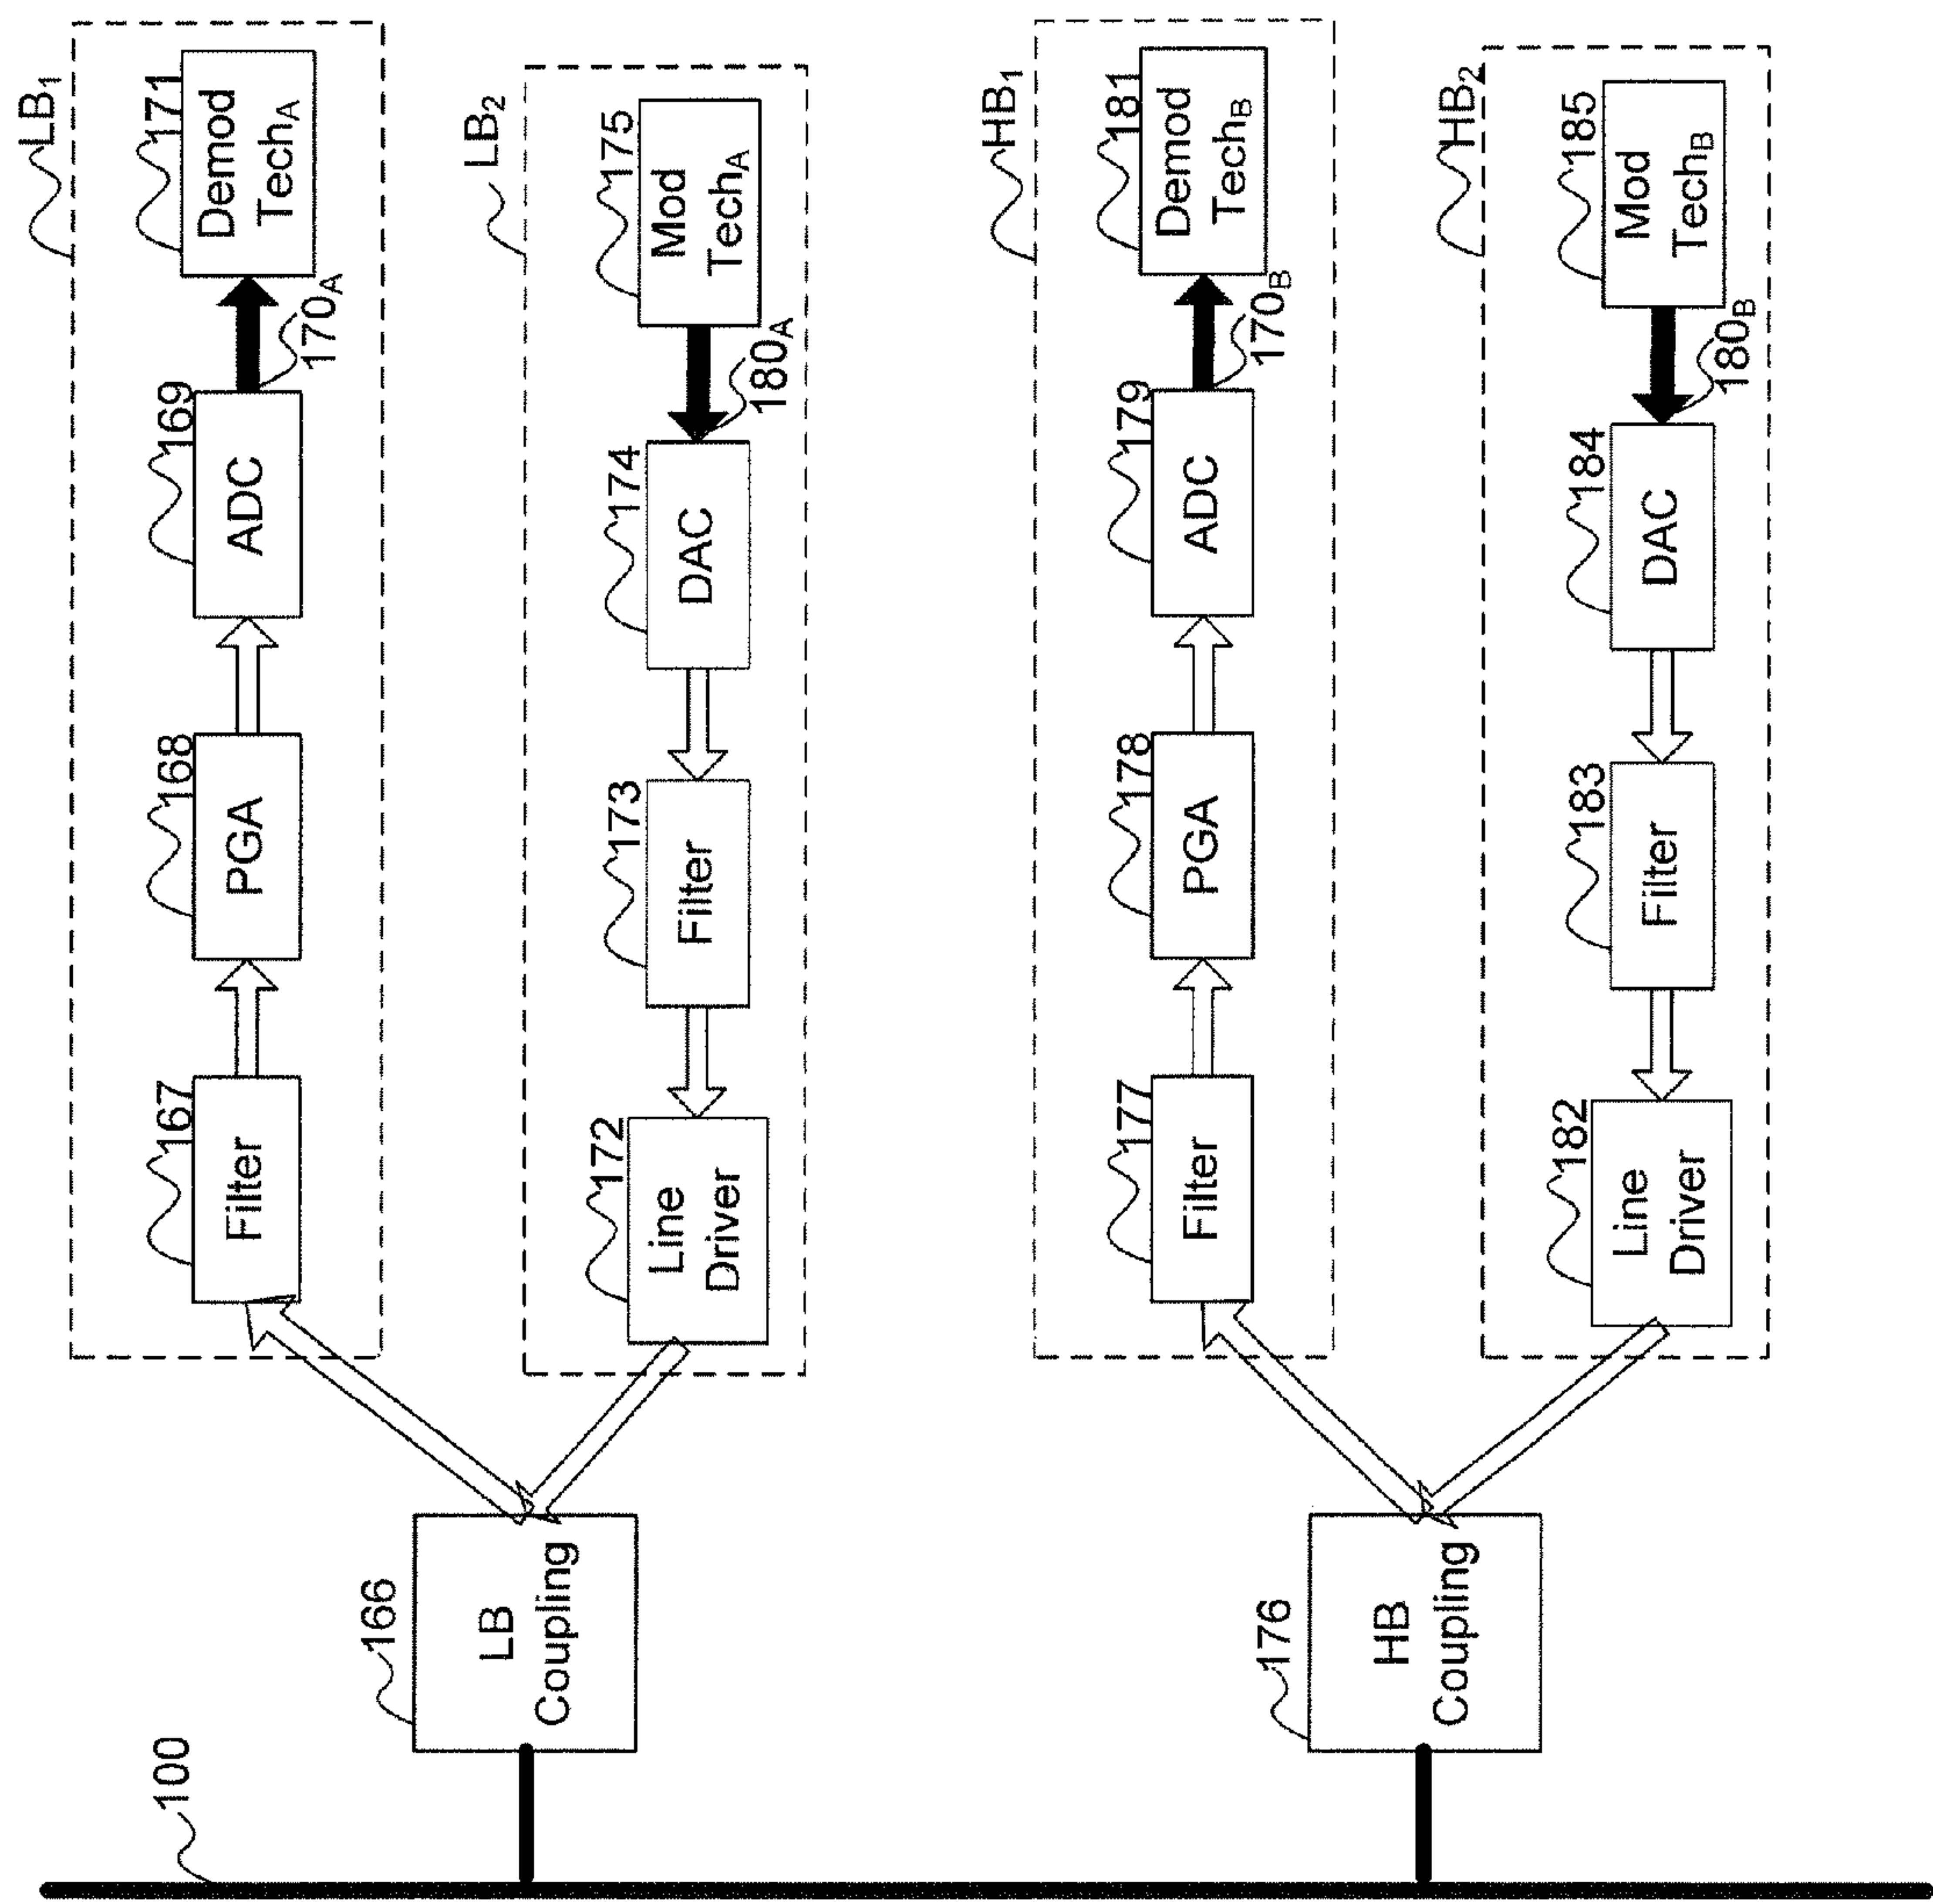 100
166
LB
Coupling
LB1
167
Filter
168
PGA
169
ADC
170A
171
Demod
TechA
LB2
172
Line
Driver
173
Filter
174
DAC
180A
175
Mod
TechA
176
HB
Coupling
HB1
177
Filter
178
PGA
179
ADC
170B
181
Demod
TechB
HB2
182
Line
Driver
183
Filter
184
DAC
180B
185
Mod
TechB